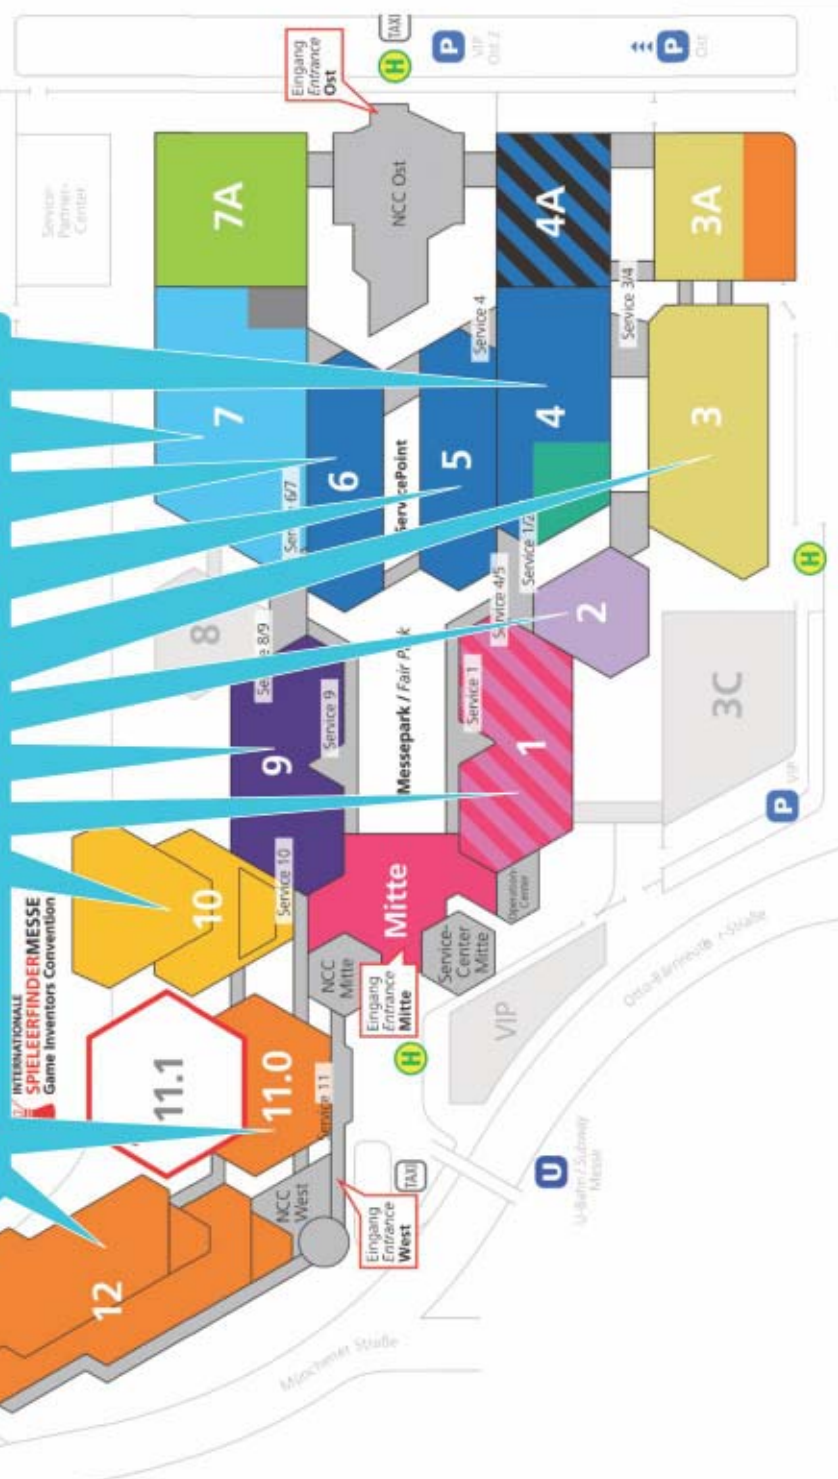 INTERNATIONALE
SPIELEERFINDERMESSE
Game Inventors Convention
12
11.1
11.0
Service 11
NCC
West
Eingang
Entrance
West
TAXI
H
U
U-Bahn / Subway
Messe
Münchener Straße
10
Service 10
NCC
Mitte
Mitte
Eingang
Entrance
Mitte
Service-
Center
Mitte
Operation-
Center
VIP
9
Service 9
Service 8/9
8
Messepark / Fair Park
1
Service 1
2
Service 1/2
Service 4/5
3C
P
VIP
H
7
Service 6/7
6
ServicePoint
5
Service 4
4
Service 3/4
3
7A
NCC Ost
4A
3A
Service-
Partner-
Center
Eingang
Entrance
Ost
TAXI
H
P
VIP
Ost 2
P
Ost